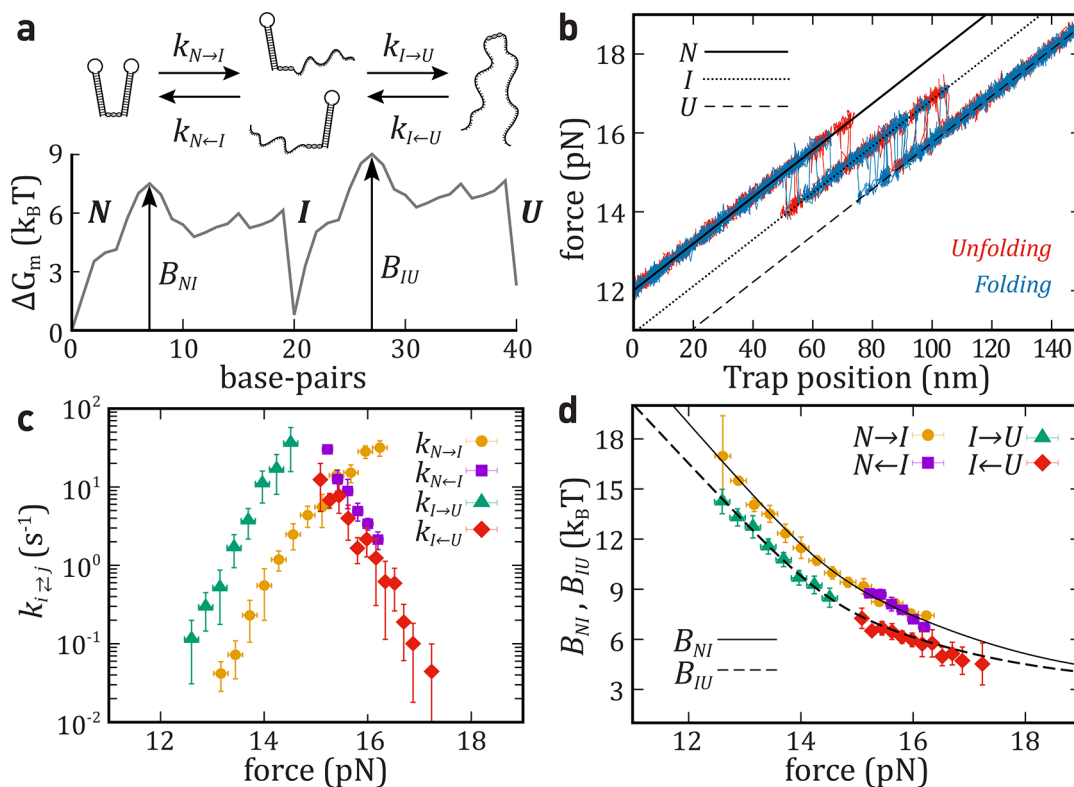 a
k_{N→I}
k_{I→U}
k_{N←I}
k_{I←U}
ΔG_m (k_BT)
9
6
3
0
N
I
U
B_{NI}
B_{IU}
0 10 20 30 40
base-pairs
b
force (pN)
18
16
14
12
N
I
U
Unfolding
Folding
0 20 40 60 80 100 120 140
Trap position (nm)
c
k_{i⇄j} (s^{-1})
10^2
10^1
10^0
10^{-1}
10^{-2}
k_{N→I}
k_{N←I}
k_{I→U}
k_{I←U}
12 14 16 18
force (pN)
d
B_{NI}, B_{IU} (k_BT)
18
15
12
9
6
3
N→I I→U
N←I I←U
B_{NI}
B_{IU}
12 14 16 18
force (pN)